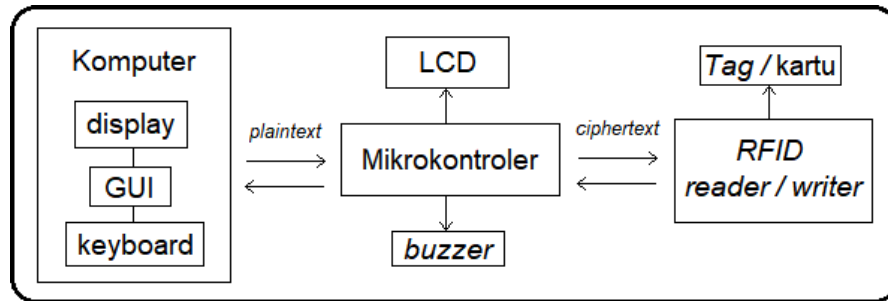 Komputer
display
GUI
keyboard
plaintext
LCD
Mikrokontroler
buzzer
ciphertext
Tag / kartu
RFID
reader / writer